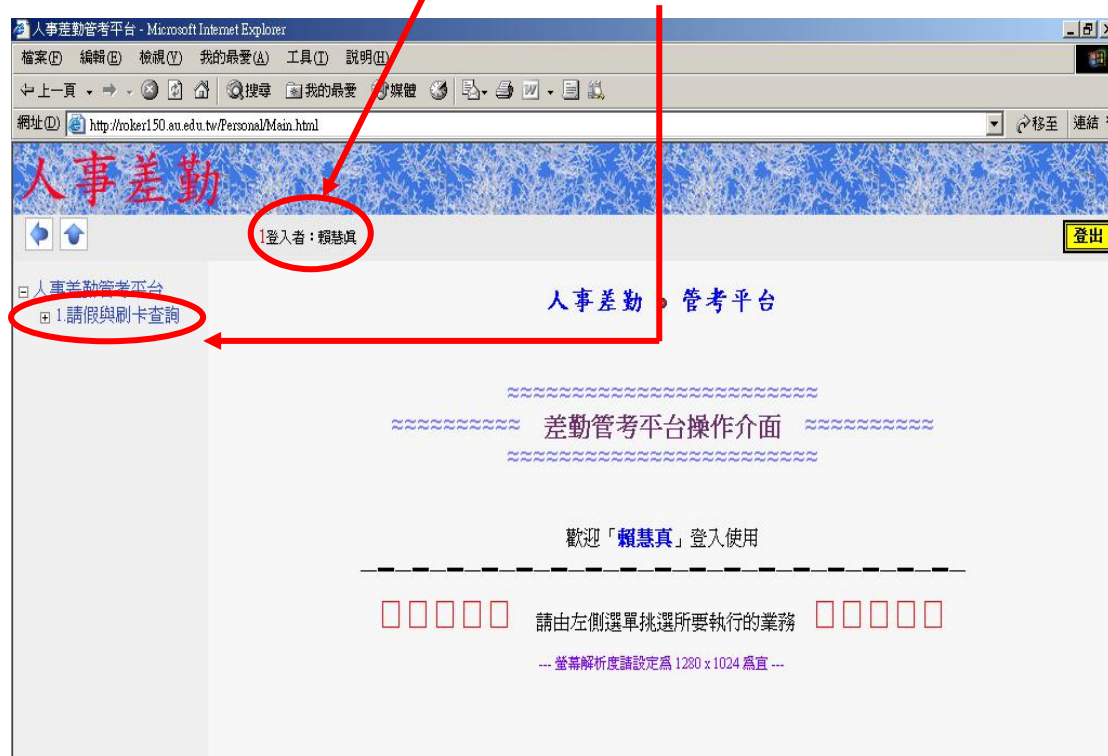 人事差勤管考平台 - Microsoft Internet Explorer
檔案(F) 編輯(E) 檢視(V) 我的最愛(A) 工具(T) 說明(H)
上一頁 搜尋 我的最愛 媒體
網址(D) http://roker150.au.edu.tw/Personal/Main.html 移至 連結
人事差勤
1登入者：賴慧真 登出
人事差勤管考平台
1.請假與刷卡查詢
人事差勤 管考平台
≈≈≈≈≈≈≈≈≈≈≈≈≈≈≈≈≈≈≈≈≈≈≈≈
≈≈≈≈≈≈≈≈≈≈ 差勤管考平台操作介面 ≈≈≈≈≈≈≈≈≈≈
≈≈≈≈≈≈≈≈≈≈≈≈≈≈≈≈≈≈≈≈≈≈≈≈
歡迎「賴慧真」登入使用
請由左側選單挑選所要執行的業務
--- 螢幕解析度請設定為 1280 x 1024 為宜 ---